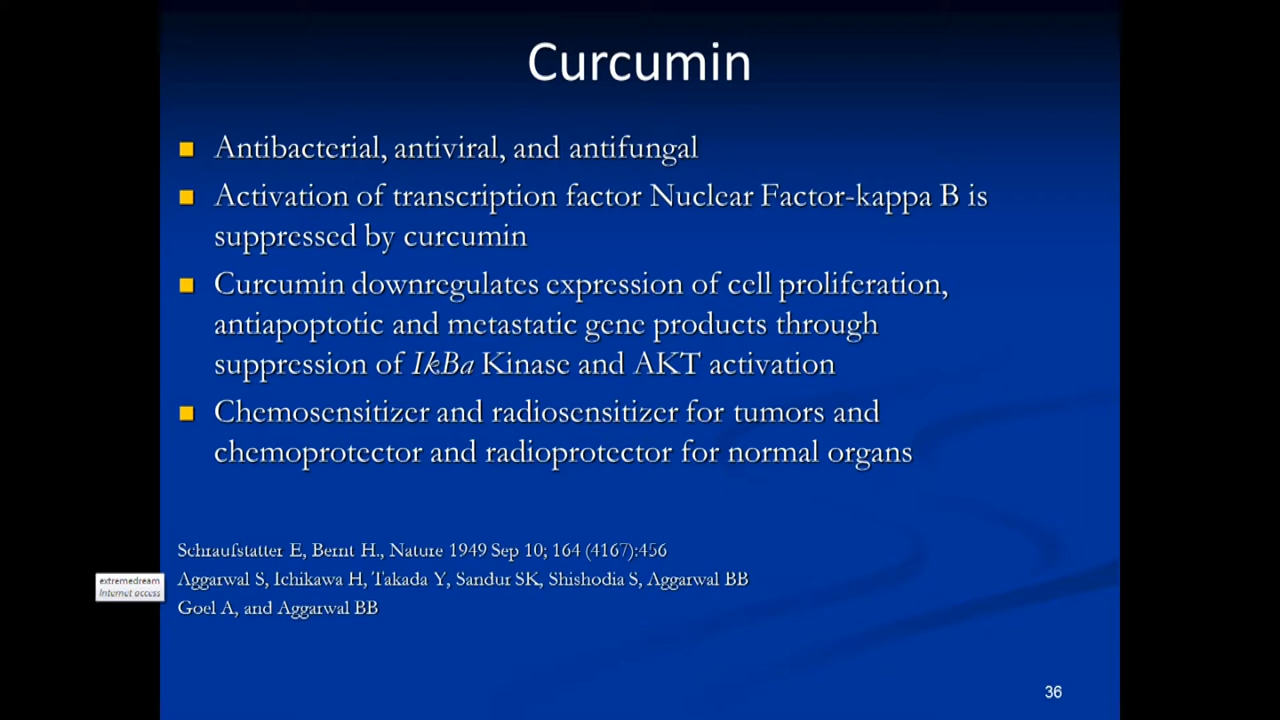 Curcumin
Antibacterial, antiviral, and antifungal
Activation of transcription factor Nuclear Factor-kappa B is
suppressed by curcumin
Curcumin downregulates expression of cell proliferation,
antiapoptotic and metastatic gene products through
suppression of IkBa Kinase and AKT activation
Chemosensitizer and radiosensitizer for tumors and
chemoprotector and radioprotector for normal organs
Schraufstatter E, Bernt H., Nature 1949 Sep 10; 164 (4167):456
Aggarwal S, Ichikawa H, Takada Y, Sandur SK, Shishodia S, Aggarwal BB
extremedream
Internet access
Goel A, and Aggarwal BB
36